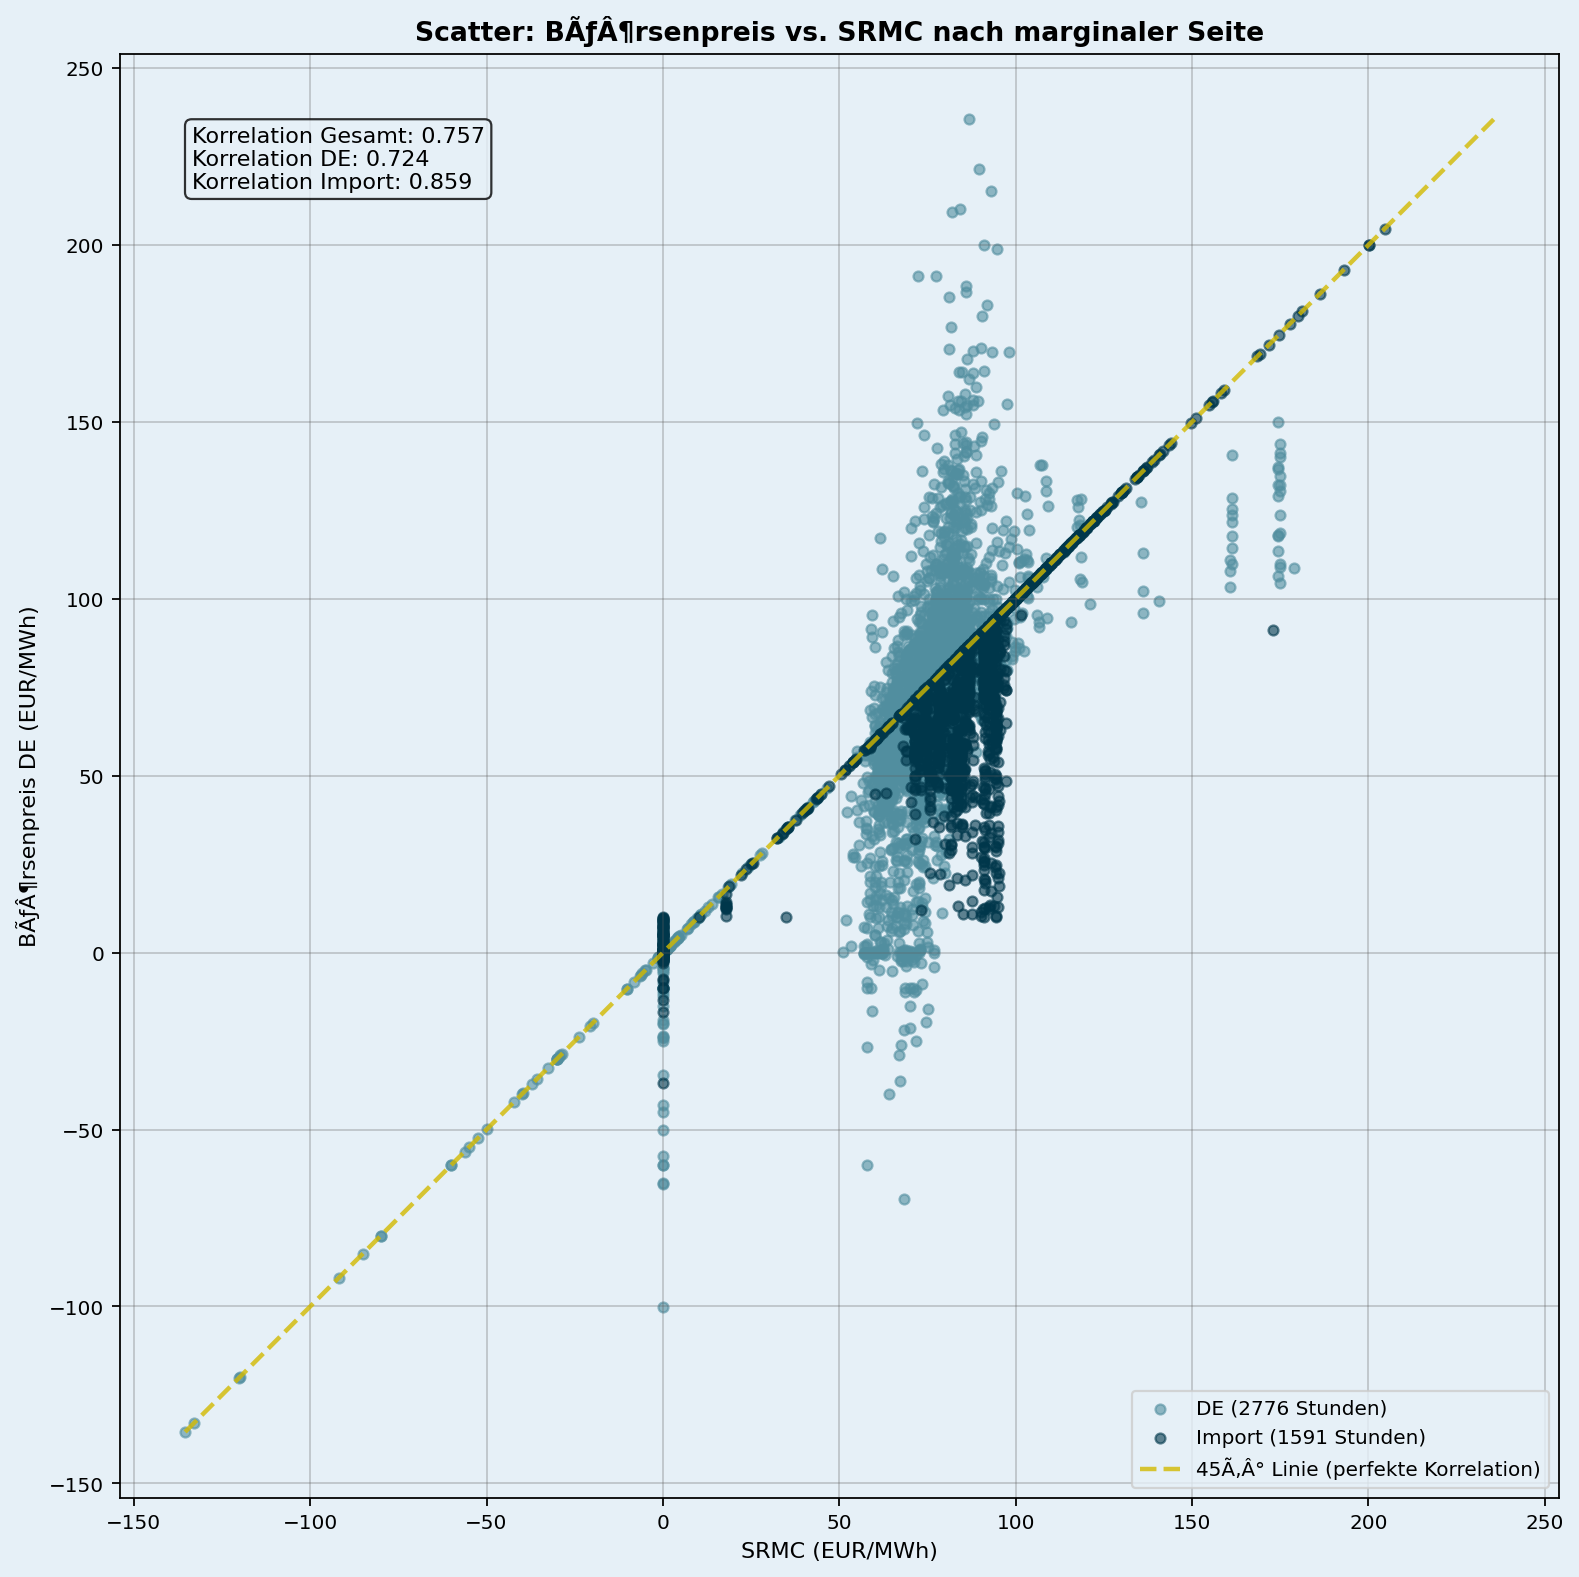 Scatter: BÃƒÂ¶rsenpreis vs. SRMC nach marginaler Seite
250
200
150
100
50
0
−50
−100
−150
BÃƒÂ¶rsenpreis DE (EUR/MWh)
Korrelation Gesamt: 0.757
Korrelation DE: 0.724
Korrelation Import: 0.859
DE (2776 Stunden)
Import (1591 Stunden)
45Ã‚Â° Linie (perfekte Korrelation)
−150
−100
−50
0
50
100
150
200
250
SRMC (EUR/MWh)